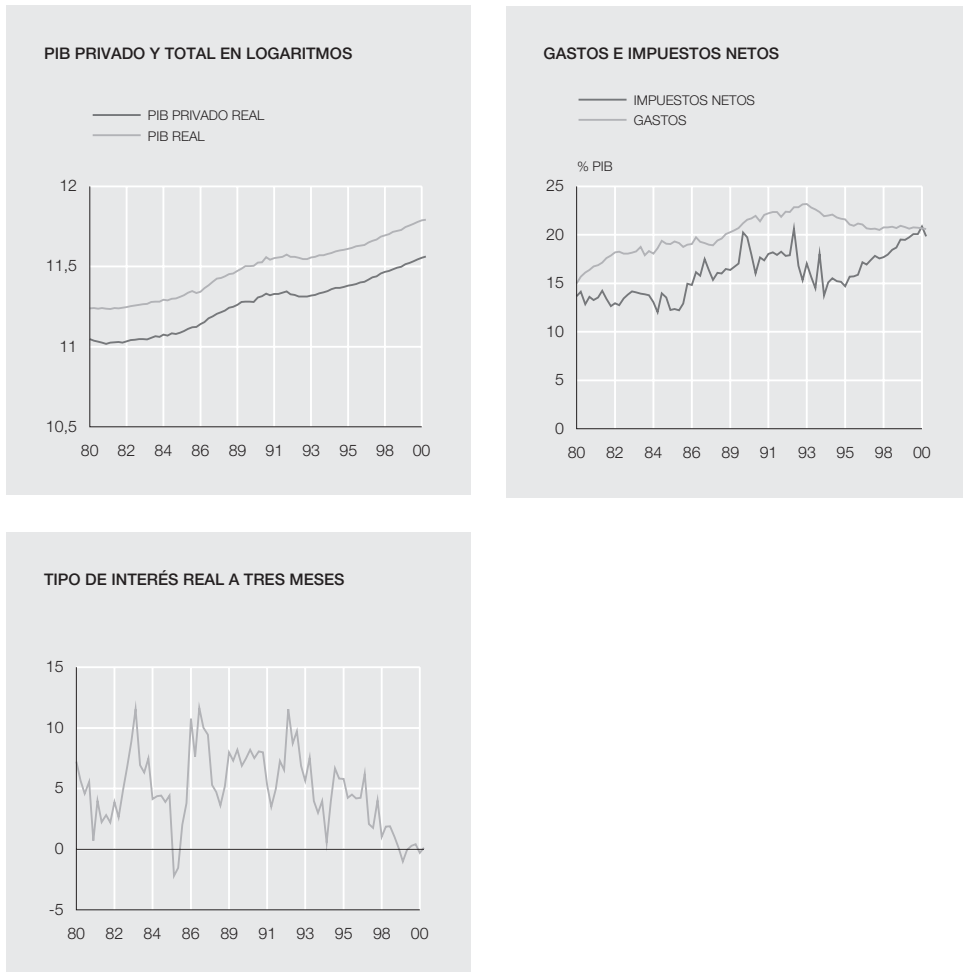 PIB PRIVADO Y TOTAL EN LOGARITMOS
PIB PRIVADO REAL
PIB REAL
12
11,5
11
10,5
80 82 84 86 89 91 93 95 98 00
GASTOS E IMPUESTOS NETOS
IMPUESTOS NETOS
GASTOS
% PIB
25
20
15
10
5
0
80 82 84 86 89 91 93 95 98 00
TIPO DE INTERÉS REAL A TRES MESES
15
10
5
0
-5
80 82 84 86 89 91 93 95 98 00